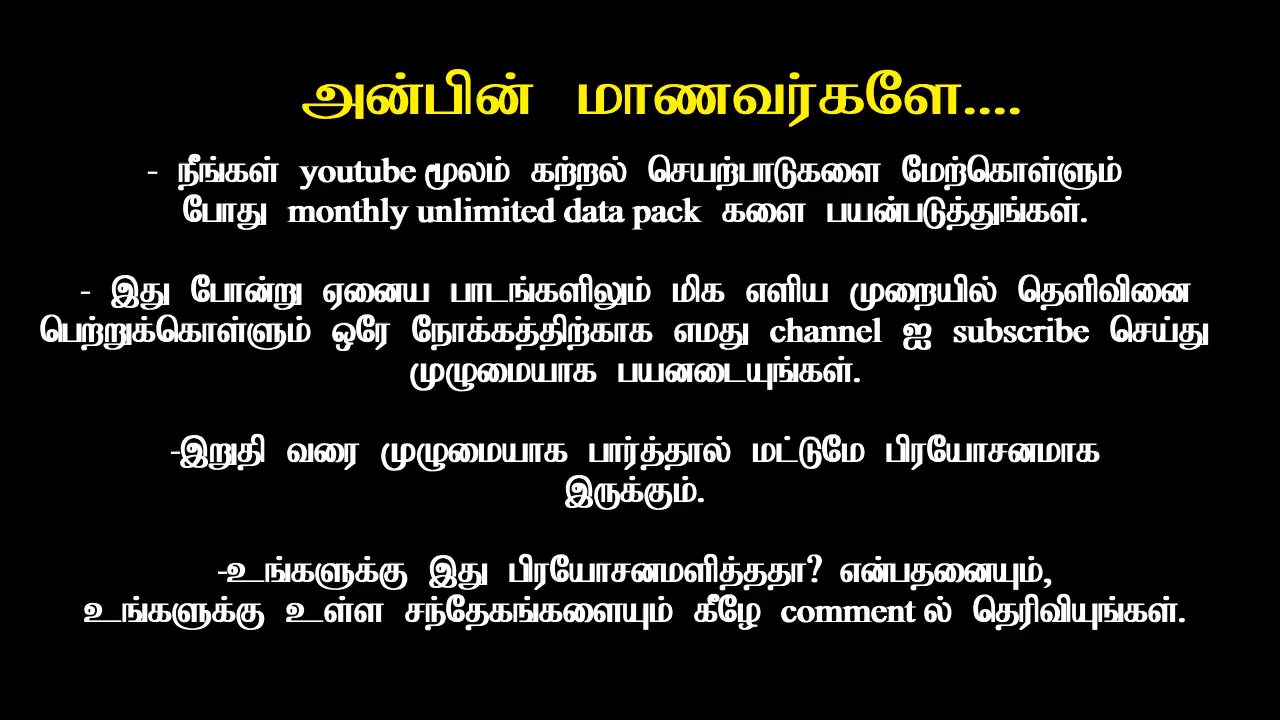 அன்பின் மாணவர்களே....
- நீங்கள் youtube மூலம் கற்றல் செயற்பாடுகளை மேற்கொள்ளும்
போது monthly unlimited data pack களை பயன்படுத்துங்கள்.
- இது போன்று ஏனைய பாடங்களிலும் மிக எளிய முறையில் தெளிவினை
பெற்றுக்கொள்ளும் ஒரே நோக்கத்திற்காக எமது channel ஐ subscribe செய்து
முழுமையாக பயனடையுங்கள்.
-இறுதி வரை முழுமையாக பார்த்தால் மட்டுமே பிரயோசனமாக
இருக்கும்.
-உங்களுக்கு இது பிரயோசனமளித்ததா? என்பதனையும்,
உங்களுக்கு உள்ள சந்தேகங்களையும் கீழே comment ல் தெரிவியுங்கள்.